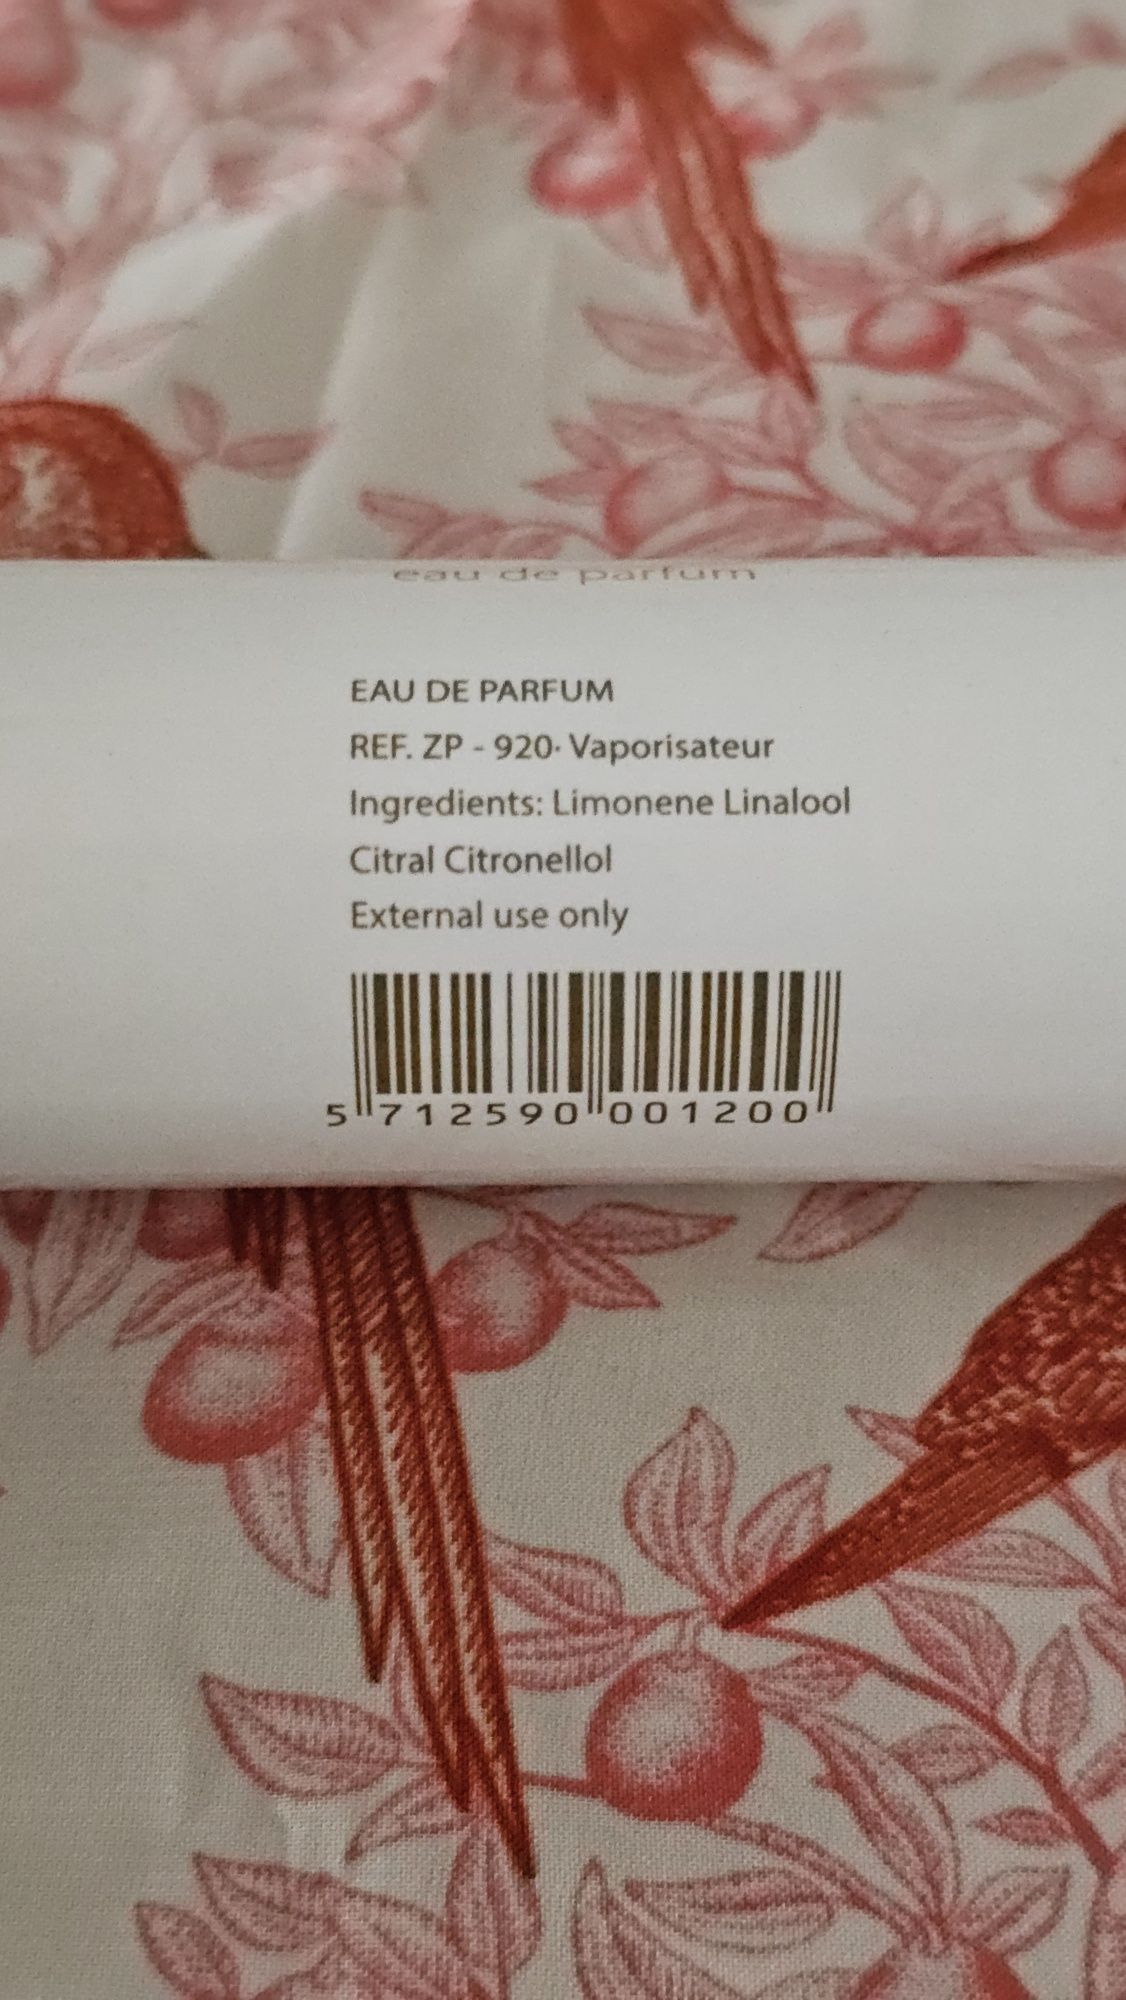 eau de parfum
EAU DE PARFUM
REF. ZP - 920· Vaporisateur
Ingredients: Limonene Linalool
Citral Citronellol
External use only
5 712590 001200